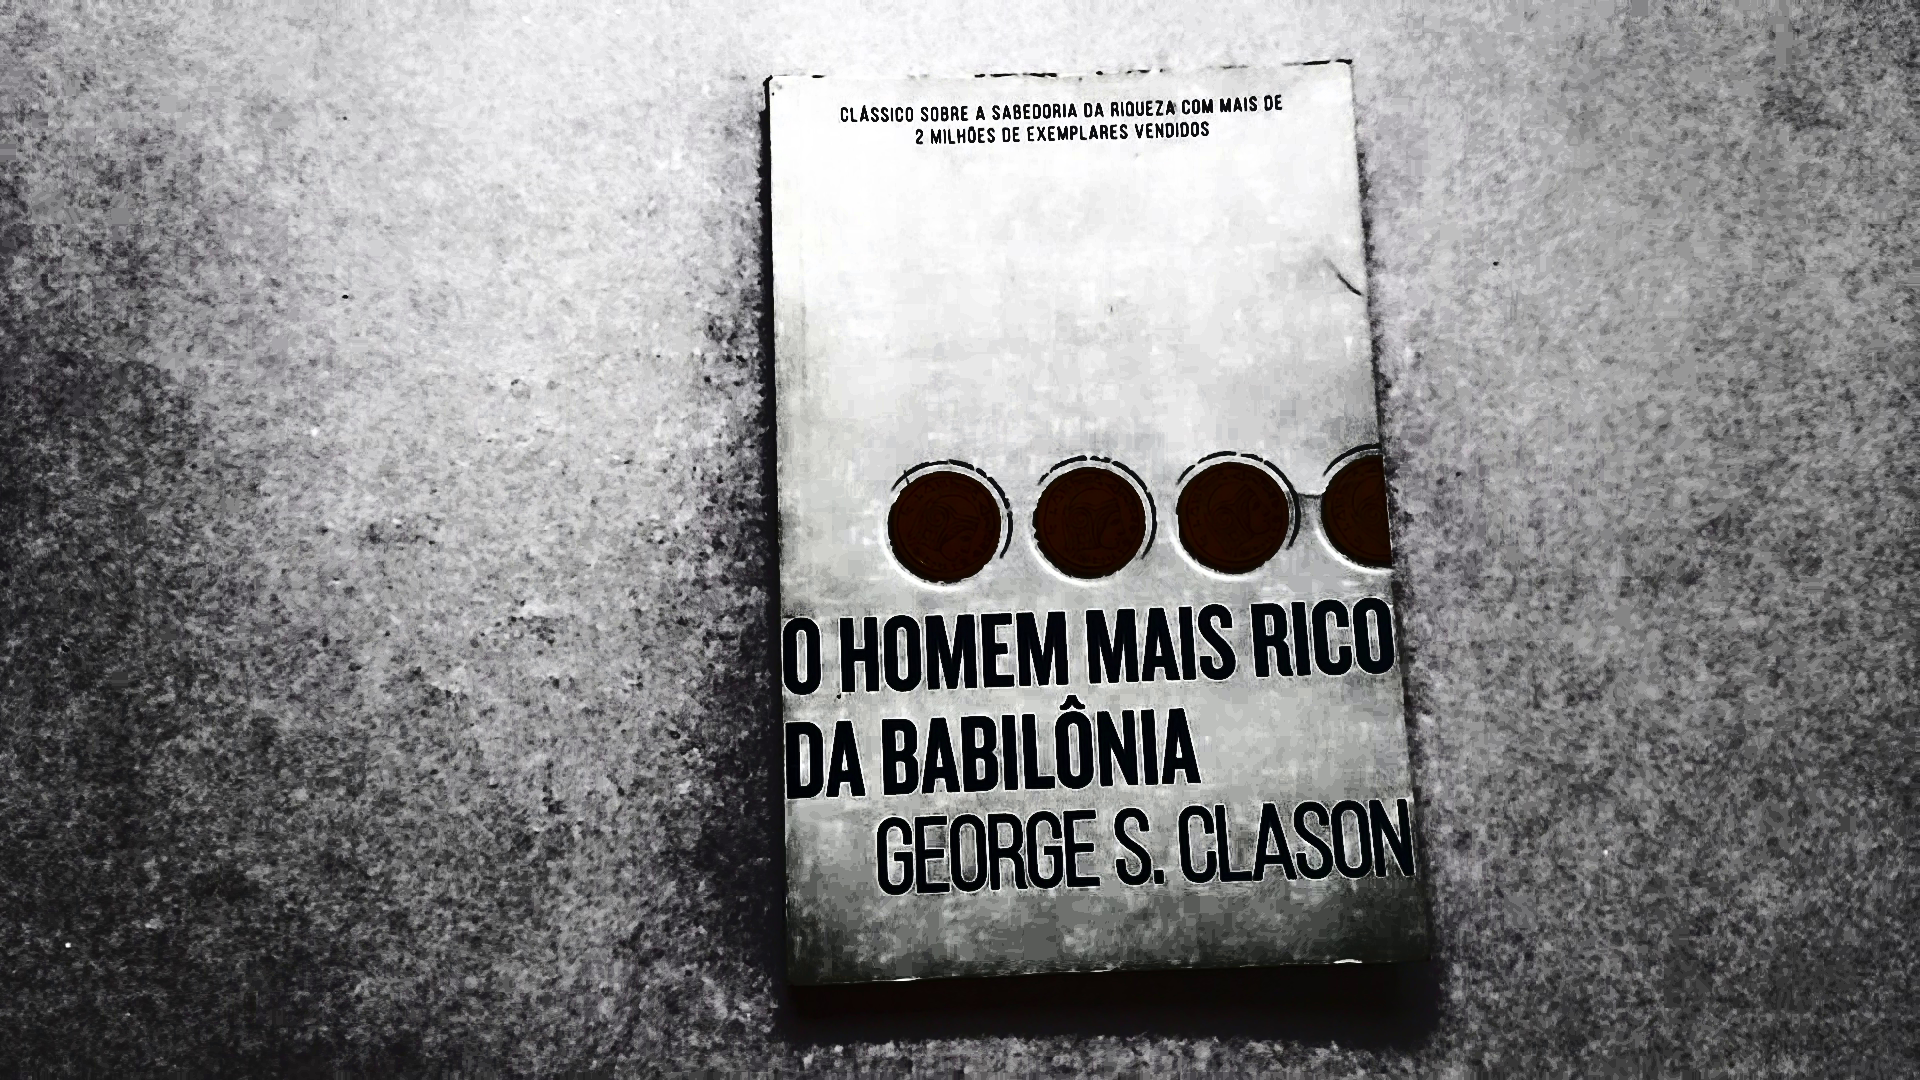 CLÁSSICO SOBRE A SABEDORIA DA RIQUEZA COM MAIS DE
2 MILHÕES DE EXEMPLARES VENDIDOS
O HOMEM MAIS RICO
DA BABILÔNIA
GEORGE S. CLASON